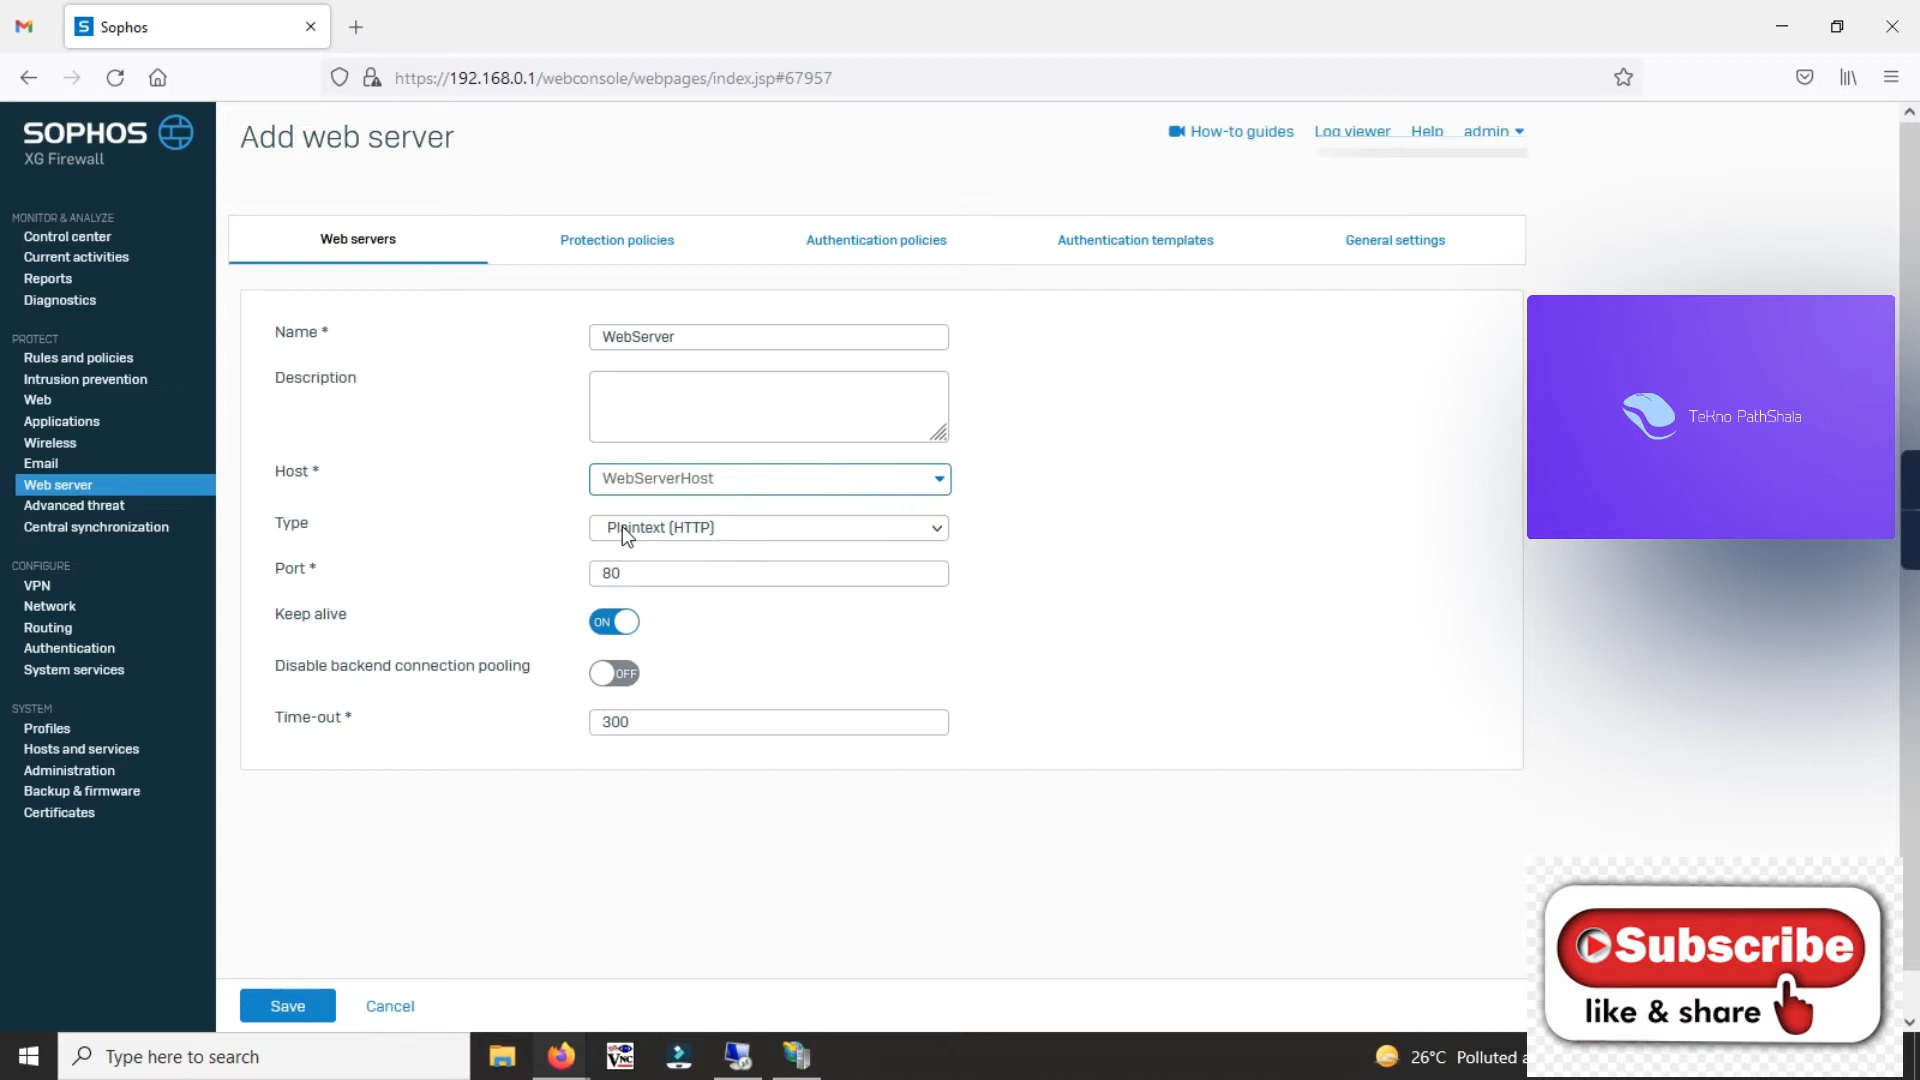 Sophos
https://192.168.0.1/webconsole/webpages/index.jsp#67957
SOPHOS
XG Firewall
MONITOR & ANALYZE
Control center
Current activities
Reports
Diagnostics
PROTECT
Rules and policies
Intrusion prevention
Web
Applications
Wireless
Email
Web server
Advanced threat
Central synchronization
CONFIGURE
VPN
Network
Routing
Authentication
System services
SYSTEM
Profiles
Hosts and services
Administration
Backup & firmware
Certificates
Add web server
How-to guides Log viewer Help admin
Web servers Protection policies Authentication policies Authentication templates General settings
Name * WebServer
Description
Host * WebServerHost
Type Plaintext (HTTP)
Port * 80
Keep alive ON
Disable backend connection pooling OFF
Time-out * 300
Save Cancel
TeKno PathShala
Subscribe
like & share
Type here to search
VNC
26°C Polluted